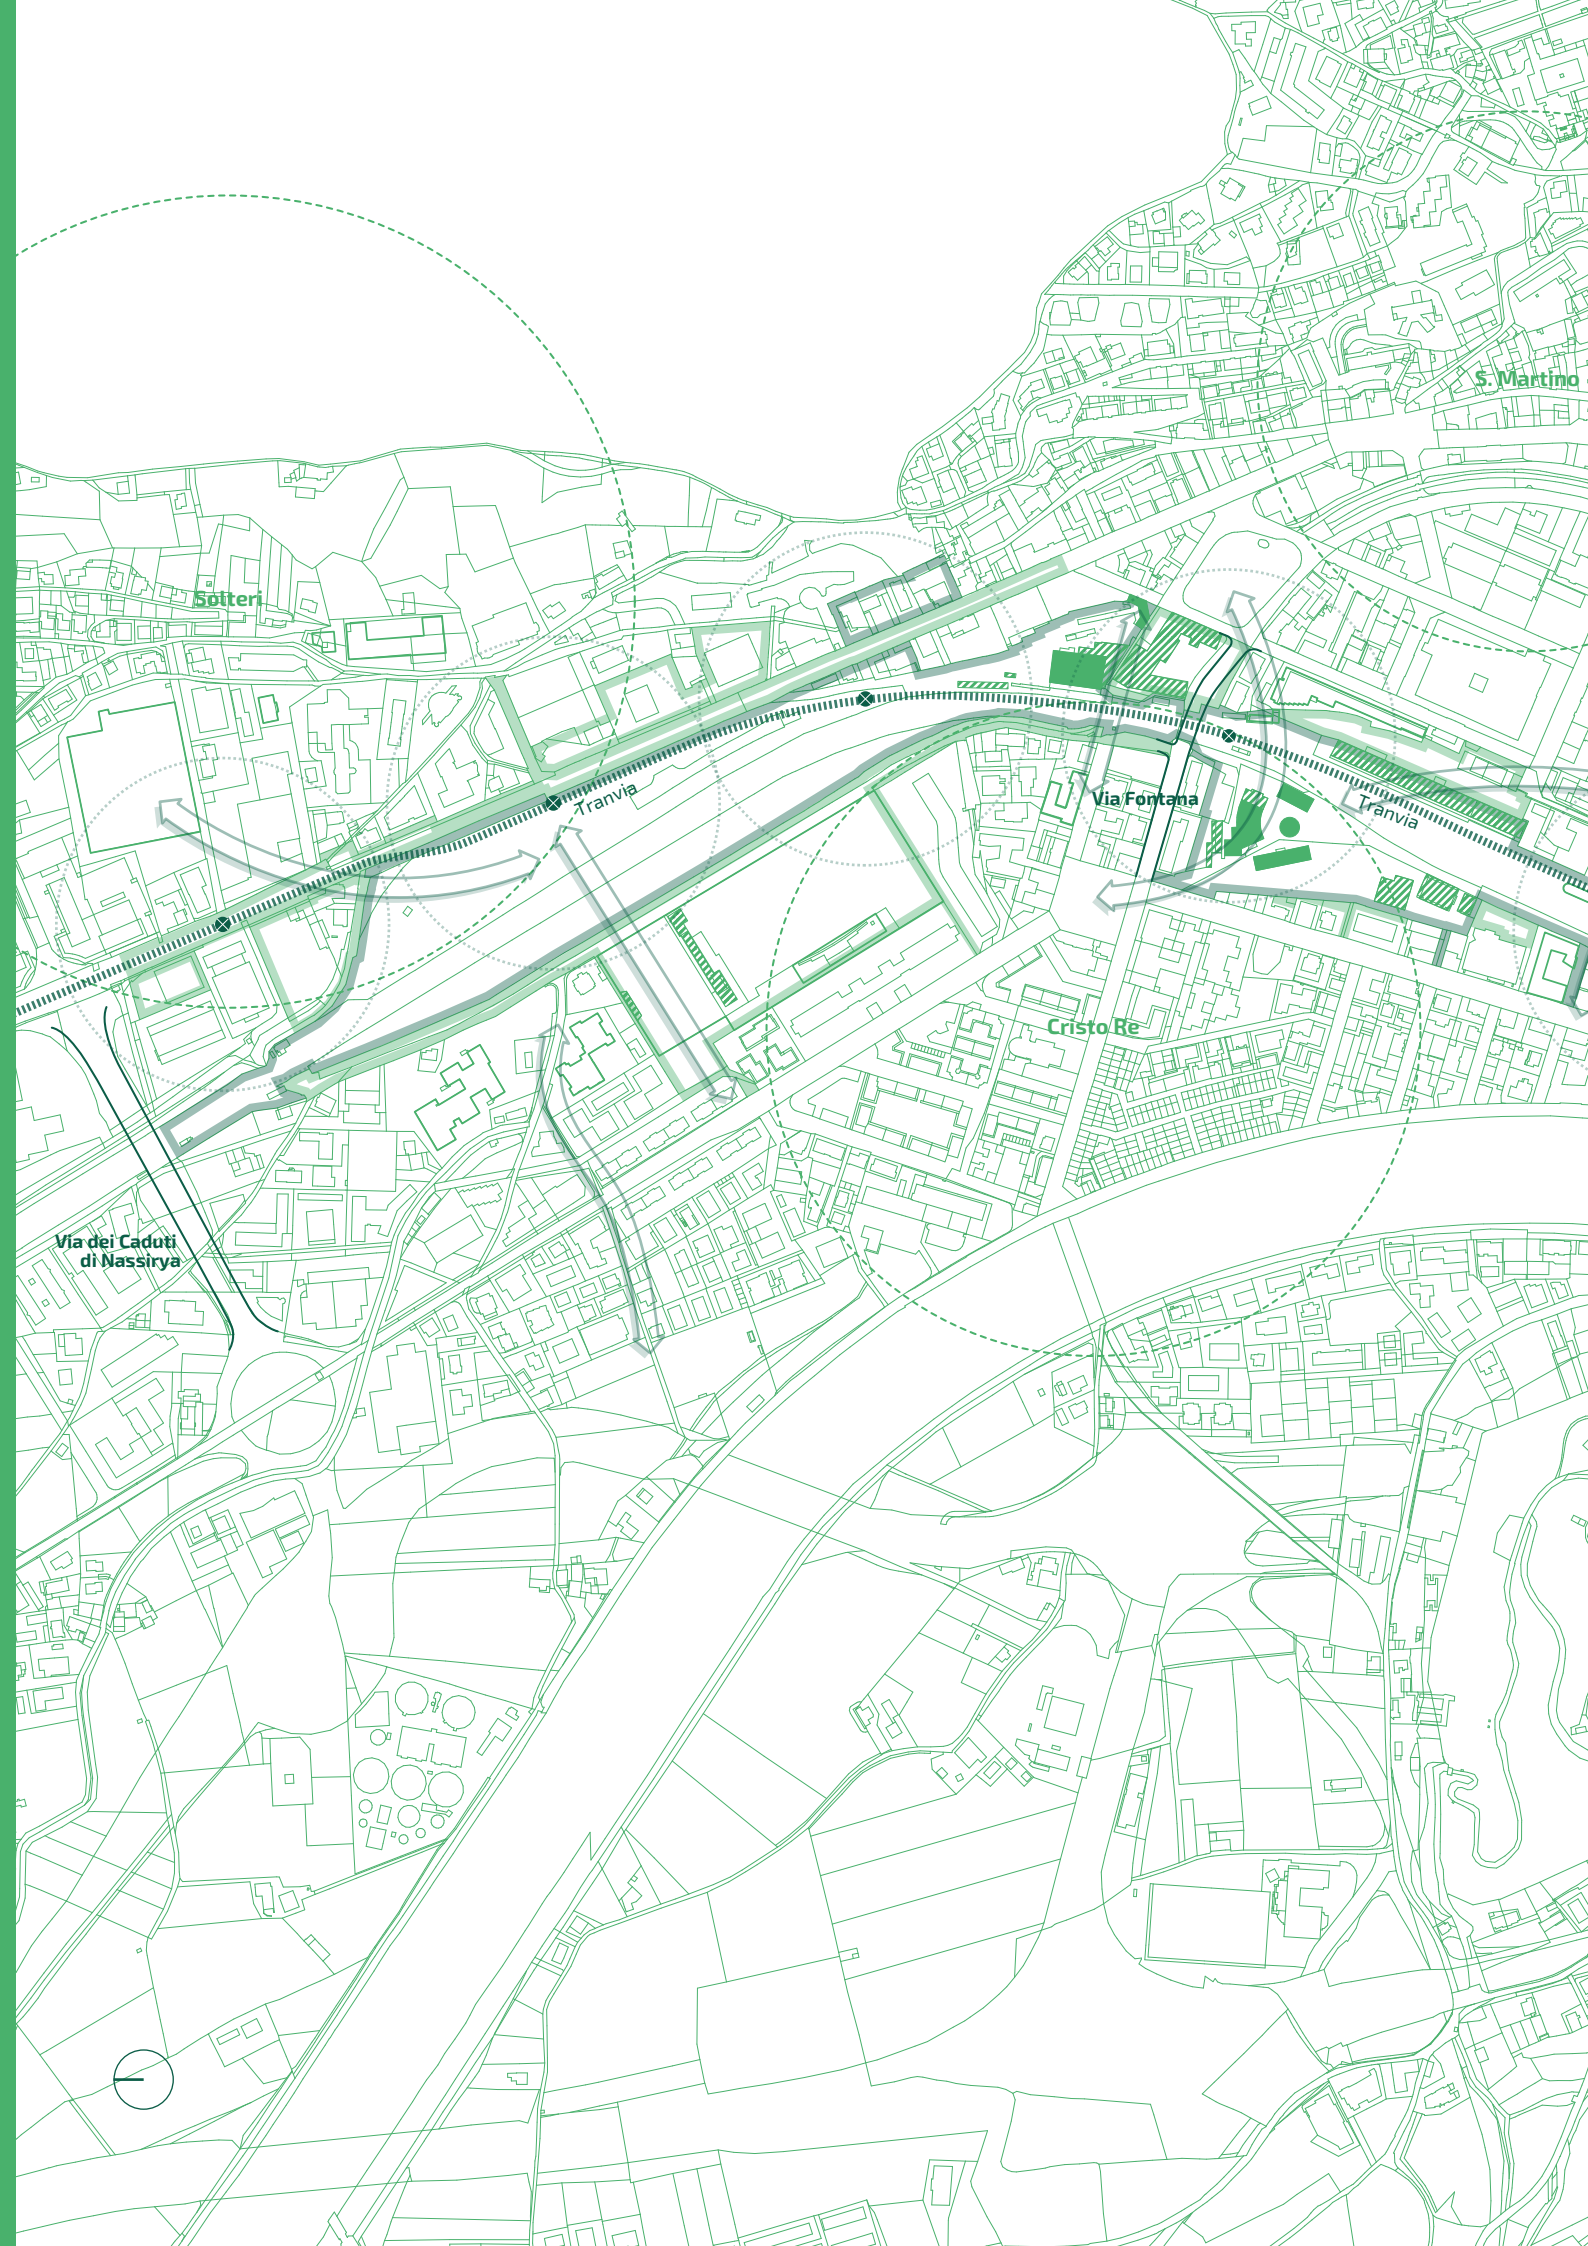 S. Martino
Solteri
Tranvia
Via Fontana
Tranvia
Cristo Re
Via dei Caduti
di Nassirya